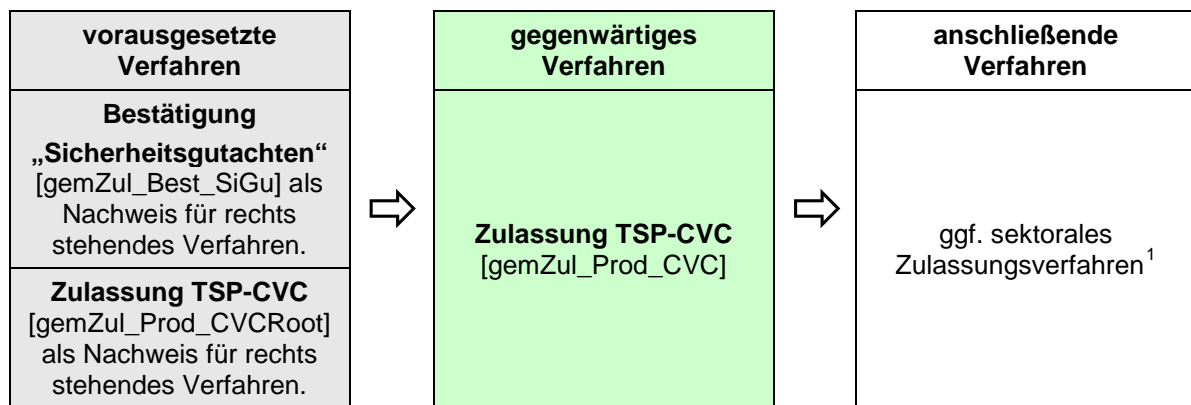 vorausgesetzte
Verfahren
Bestätigung
„Sicherheitsgutachten“
[gemZul_Best_SiGu] als
Nachweis für rechts
stehendes Verfahren.
Zulassung TSP-CVC
[gemZul_Prod_CVCRoot]
als Nachweis für rechts
stehendes Verfahren.
gegenwärtiges
Verfahren
Zulassung TSP-CVC
[gemZul_Prod_CVC]
anschließende
Verfahren
ggf. sektorales
Zulassungsverfahren¹